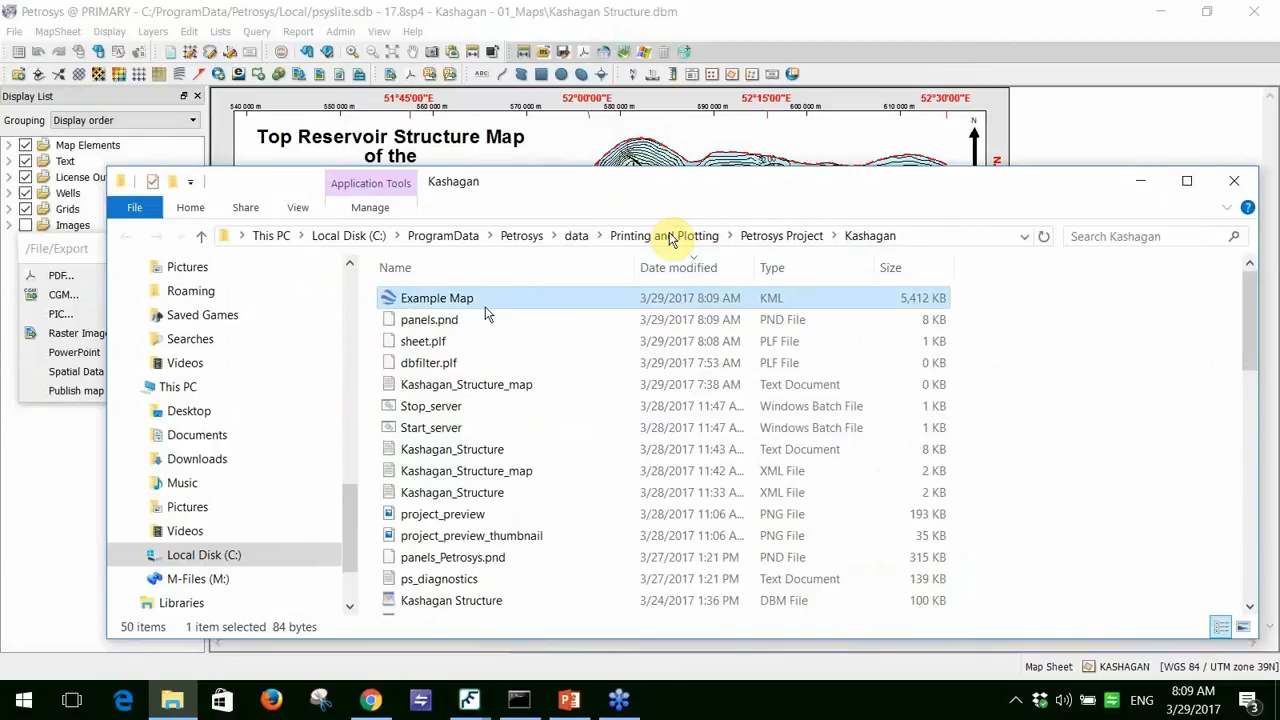 Petrosys @ PRIMARY - C:/ProgramData/Petrosys/Local/psyslite.sdb - 17.8sp4 - Kashagan - 01_Maps\Kashagan Structure.dbm
File MapSheet Display Layers Edit Lists Query Report Admin View Help
Display List
Grouping Display order
Map Elements
Text
License Ou
Wells
Grids
Images
540 000 m 51°45'00"E 560 000 m 550 000 m 52°00'00"E 570 000 m 580 000 m 590 000 m 52°15'00"E 600 000 m 52°30'00"E 610 000 m
Top Reservoir Structure Map
of the
N
/File/Export
PDF...
CGM...
PIC...
Raster Imag
PowerPoint
Spatial Data
Publish map
Application Tools
Kashagan
File Home Share View Manage
This PC Local Disk (C:) ProgramData Petrosys data Printing and Plotting Petrosys Project Kashagan
Search Kashagan
Pictures
Roaming
Saved Games
Searches
Videos
This PC
Desktop
Documents
Downloads
Music
Pictures
Videos
Local Disk (C:)
M-Files (M:)
Libraries
Name Date modified Type Size
Example Map 3/29/2017 8:09 AM KML 5,412 KB
panels.pnd 3/29/2017 8:09 AM PND File 8 KB
sheet.plf 3/29/2017 8:08 AM PLF File 1 KB
dbfilter.plf 3/29/2017 7:53 AM PLF File 0 KB
Kashagan_Structure_map 3/29/2017 7:38 AM Text Document 0 KB
Stop_server 3/28/2017 11:47 A... Windows Batch File 1 KB
Start_server 3/28/2017 11:47 A... Windows Batch File 1 KB
Kashagan_Structure 3/28/2017 11:43 A... Text Document 8 KB
Kashagan_Structure_map 3/28/2017 11:42 A... XML File 2 KB
Kashagan_Structure 3/28/2017 11:33 A... XML File 2 KB
project_preview 3/28/2017 11:06 A... PNG File 193 KB
project_preview_thumbnail 3/28/2017 11:06 A... PNG File 35 KB
panels_Petrosys.pnd 3/27/2017 1:21 PM PND File 315 KB
ps_diagnostics 3/27/2017 1:21 PM Text Document 139 KB
Kashagan Structure 3/24/2017 1:36 PM DBM File 100 KB
50 items 1 item selected 84 bytes
Map Sheet KASHAGAN [WGS 84 / UTM zone 39N]
ENG
8:09 AM
3/29/2017
3